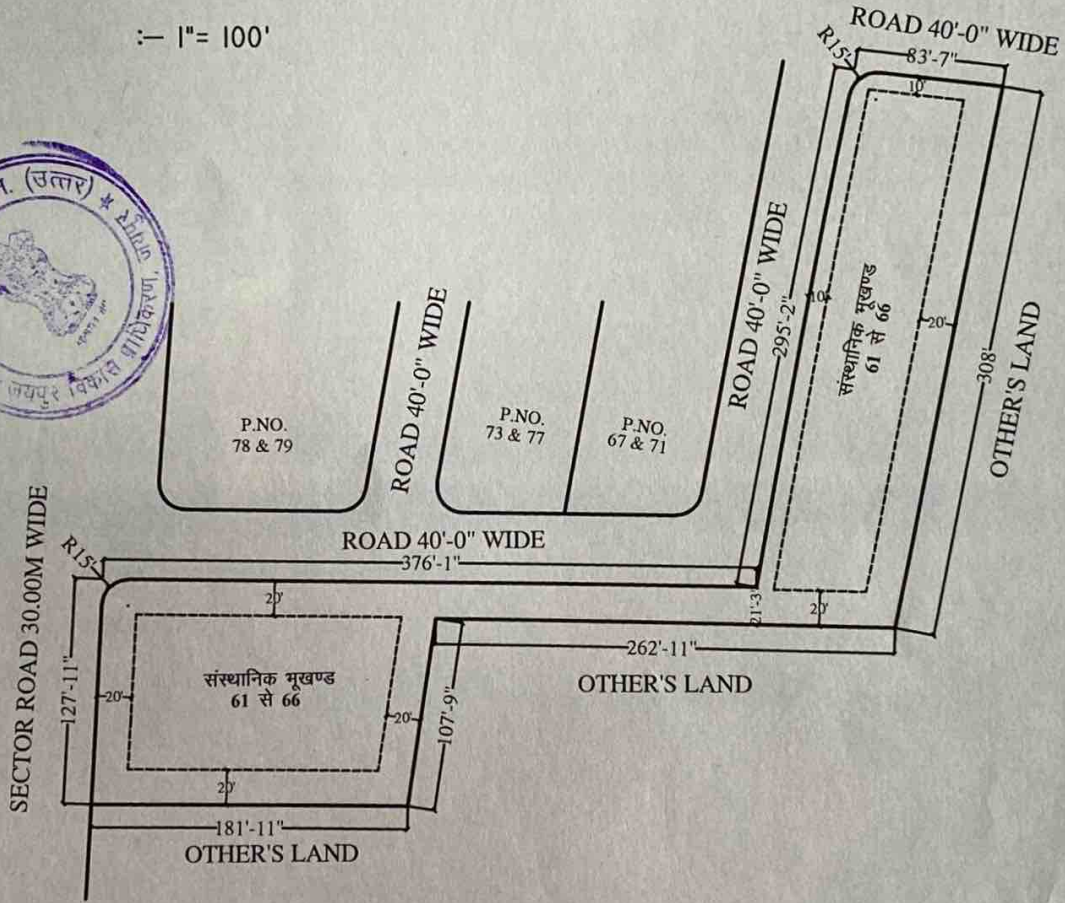 :— 1"= 100'
ROAD 40'-0" WIDE
R15'
83'-7"
10'
(उत्तर)
जयपुर विकास प्राधिकरण, जयपुर
ROAD 40'-0" WIDE
295'-2"
10'
संस्थानिक भूखण्ड
61 से 66
20'
308'
OTHER'S LAND
ROAD 40'-0" WIDE
P.NO.
78 & 79
P.NO.
73 & 77
P.NO.
67 & 71
SECTOR ROAD 30.00M WIDE
R15'
ROAD 40'-0" WIDE
376'-1"
20'
21'-3"
20'
262'-11"
OTHER'S LAND
127'-11"
20'
संस्थानिक भूखण्ड
61 से 66
20'
107'-9"
20'
181'-11"
OTHER'S LAND